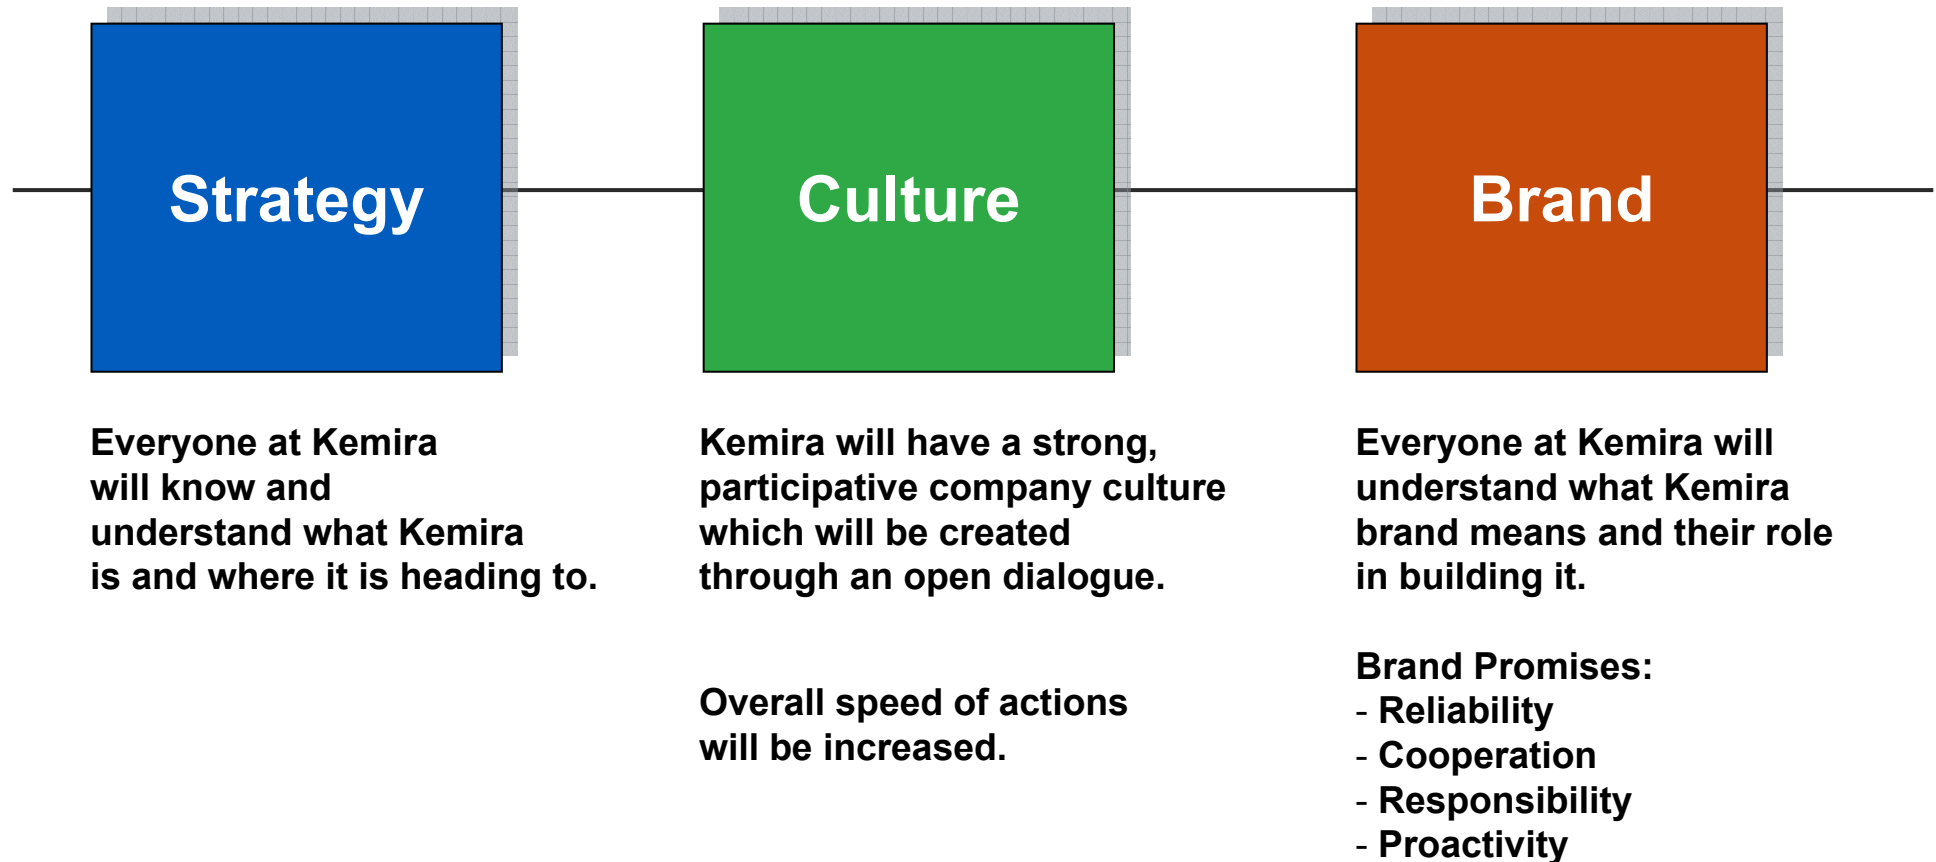 Strategy
Culture
Brand
Everyone at Kemira
will know and
understand what Kemira
is and where it is heading to.
Kemira will have a strong,
participative company culture
which will be created
through an open dialogue.
Overall speed of actions
will be increased.
Everyone at Kemira will
understand what Kemira
brand means and their role
in building it.
Brand Promises:
- Reliability
- Cooperation
- Responsibility
- Proactivity